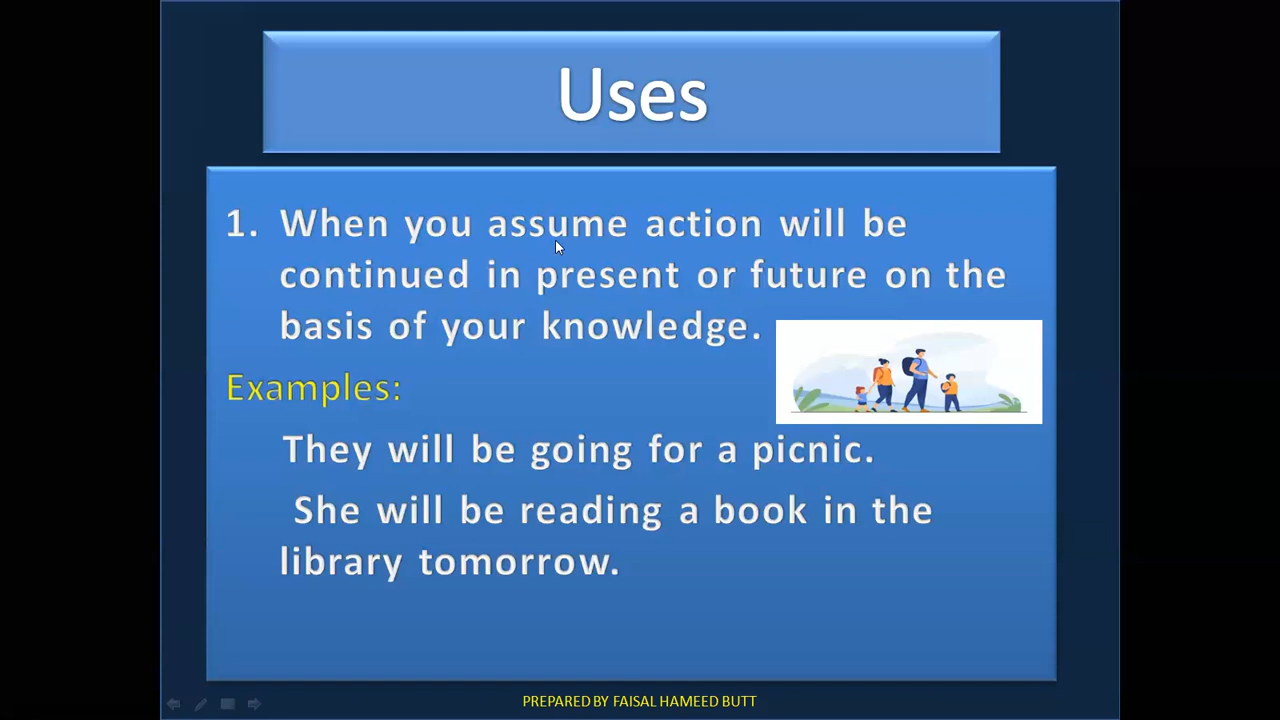 Uses
1. When you assume action will be
continued in present or future on the
basis of your knowledge.
Examples:
They will be going for a picnic.
She will be reading a book in the
library tomorrow.
PREPARED BY FAISAL HAMEED BUTT